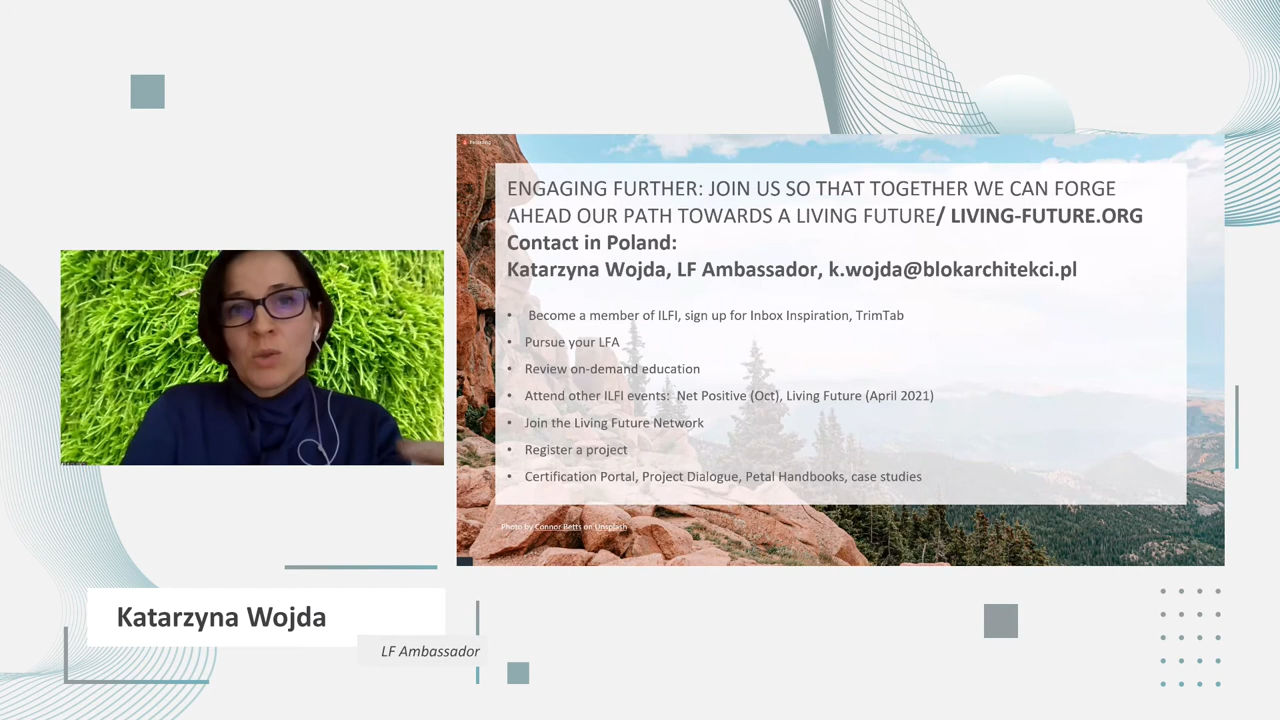 ENGAGING FURTHER: JOIN US SO THAT TOGETHER WE CAN FORGE
AHEAD OUR PATH TOWARDS A LIVING FUTURE/ LIVING-FUTURE.ORG
Contact in Poland:
Katarzyna Wojda, LF Ambassador, k.wojda@blokarchitekci.pl
• Become a member of ILFI, sign up for Inbox Inspiration, TrimTab
• Pursue your LFA
• Review on-demand education
• Attend other ILFI events: Net Positive (Oct), Living Future (April 2021)
• Join the Living Future Network
• Register a project
• Certification Portal, Project Dialogue, Petal Handbooks, case studies
Photo by Connor Betts on Unsplash
Katarzyna Wojda
LF Ambassador